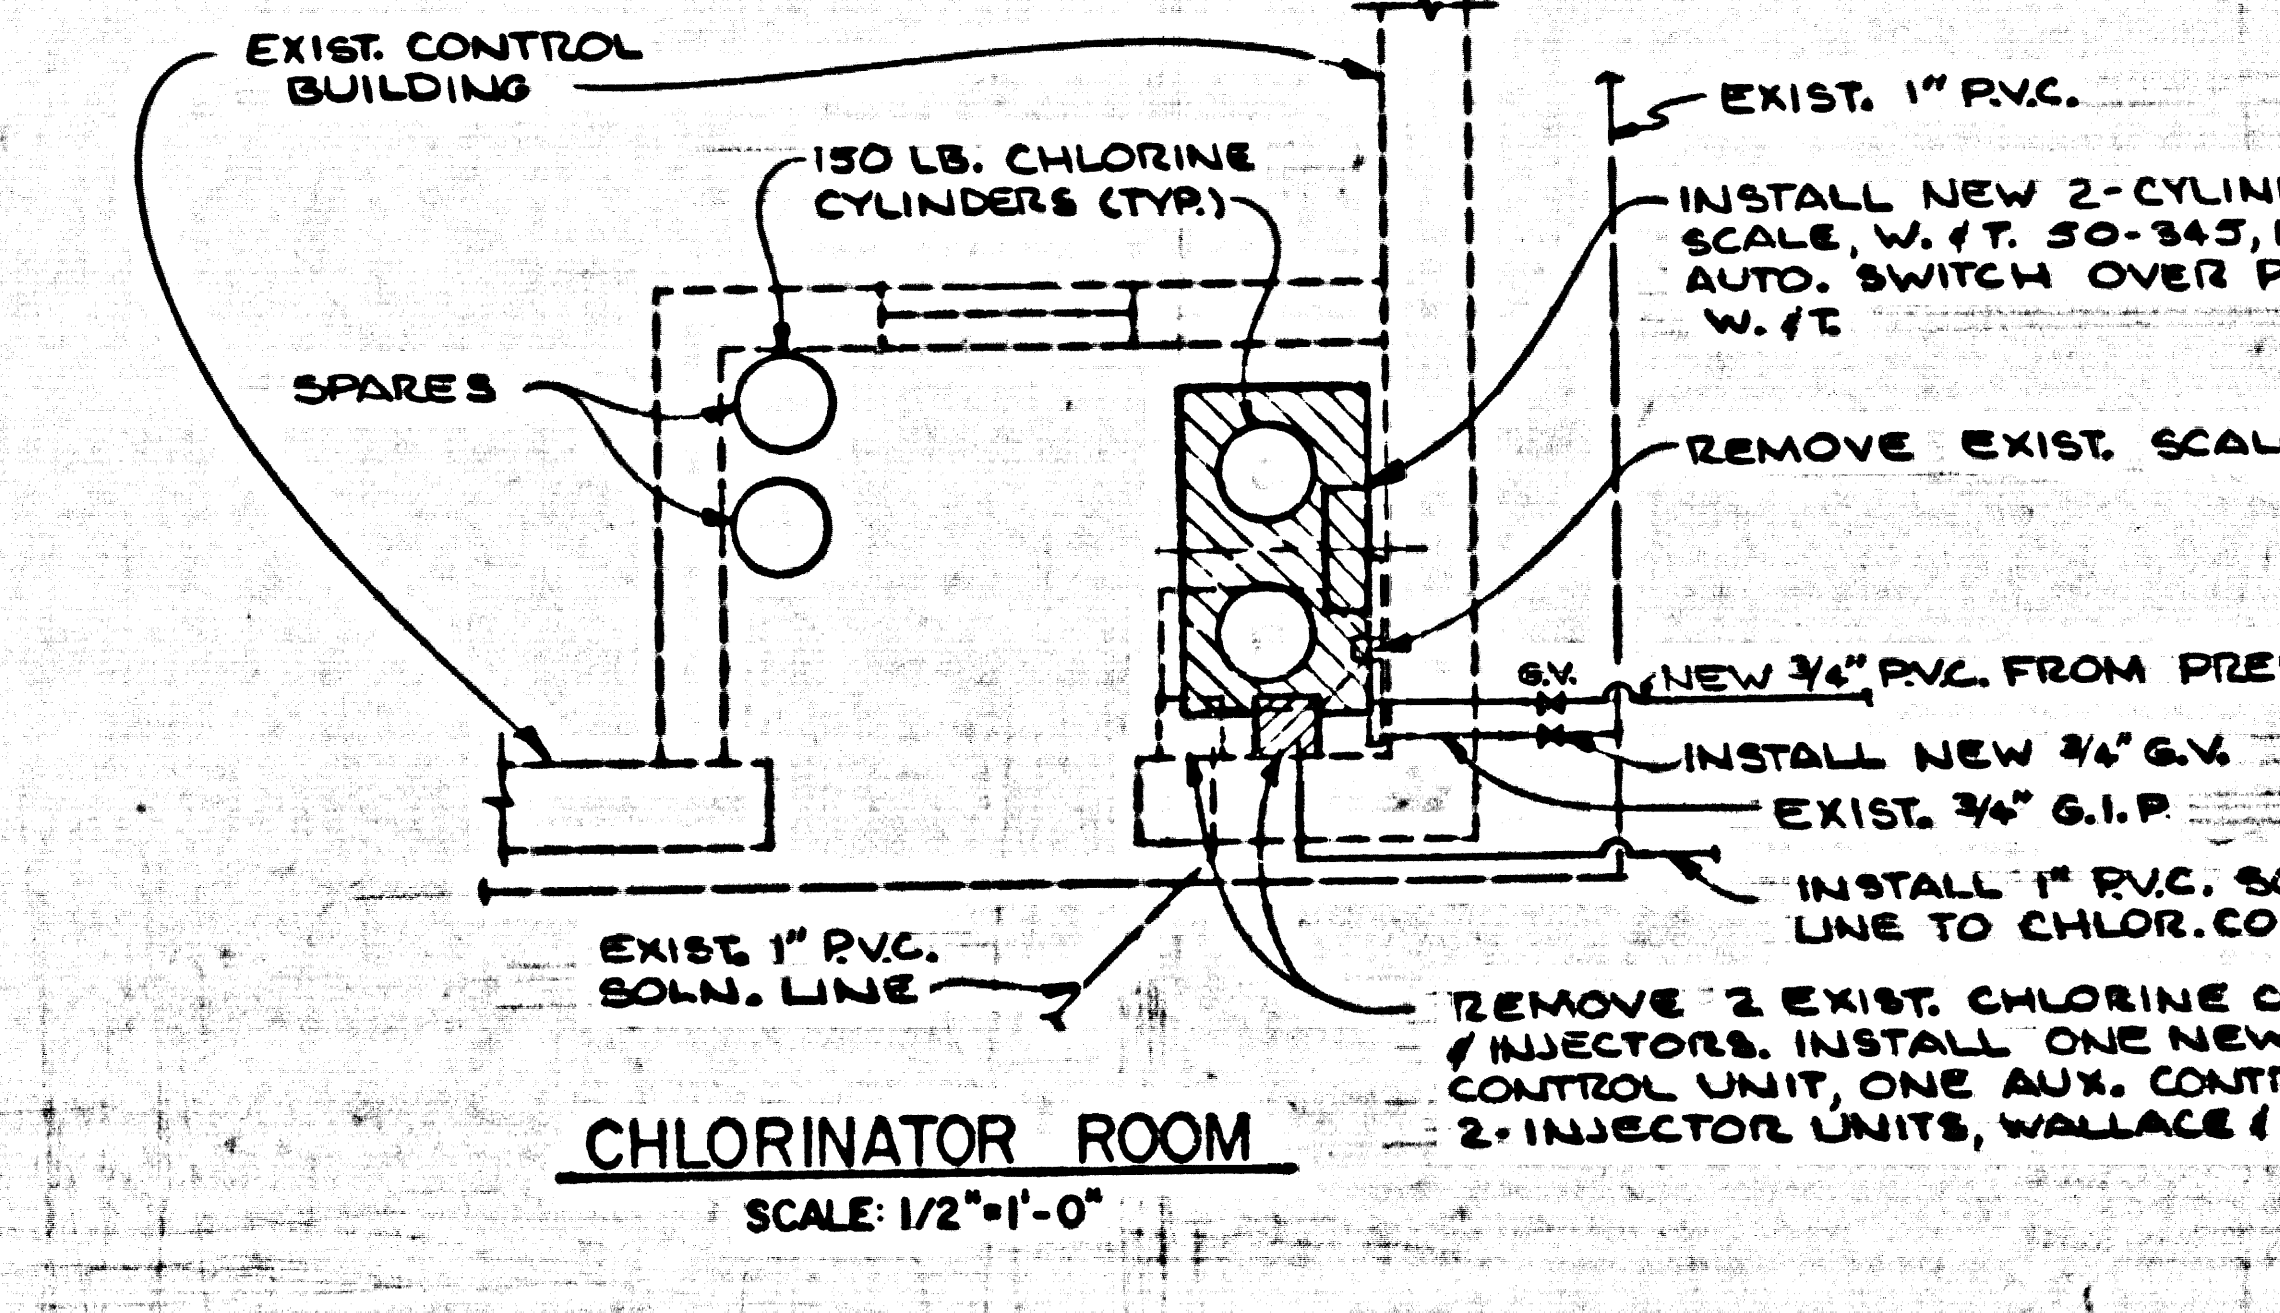 EXIST. CONTROL
BUILDING
EXIST. 1" P.V.C.
150 LB. CHLORINE
CYLINDERS (TYP.)
INSTALL NEW 2-CYLIN
SCALE, W. & T. 50-345,
AUTO. SWITCH OVER P
W. & T.
SPARES
REMOVE EXIST. SCAL
G.V.
NEW 3/4" P.V.C. FROM PRE
INSTALL NEW 3/4" G.V.
EXIST. 3/4" G.I.P.
INSTALL 1" P.V.C. SO
LINE TO CHLOR. CO
EXIST. 1" P.V.C.
SOLN. LINE
REMOVE 2 EXIST. CHLORINE C
& INJECTORS. INSTALL ONE NEW
CONTROL UNIT, ONE AUX. CONTR
2-INJECTOR UNITS, WALLACE &
CHLORINATOR ROOM
SCALE: 1/2"=1'-0"